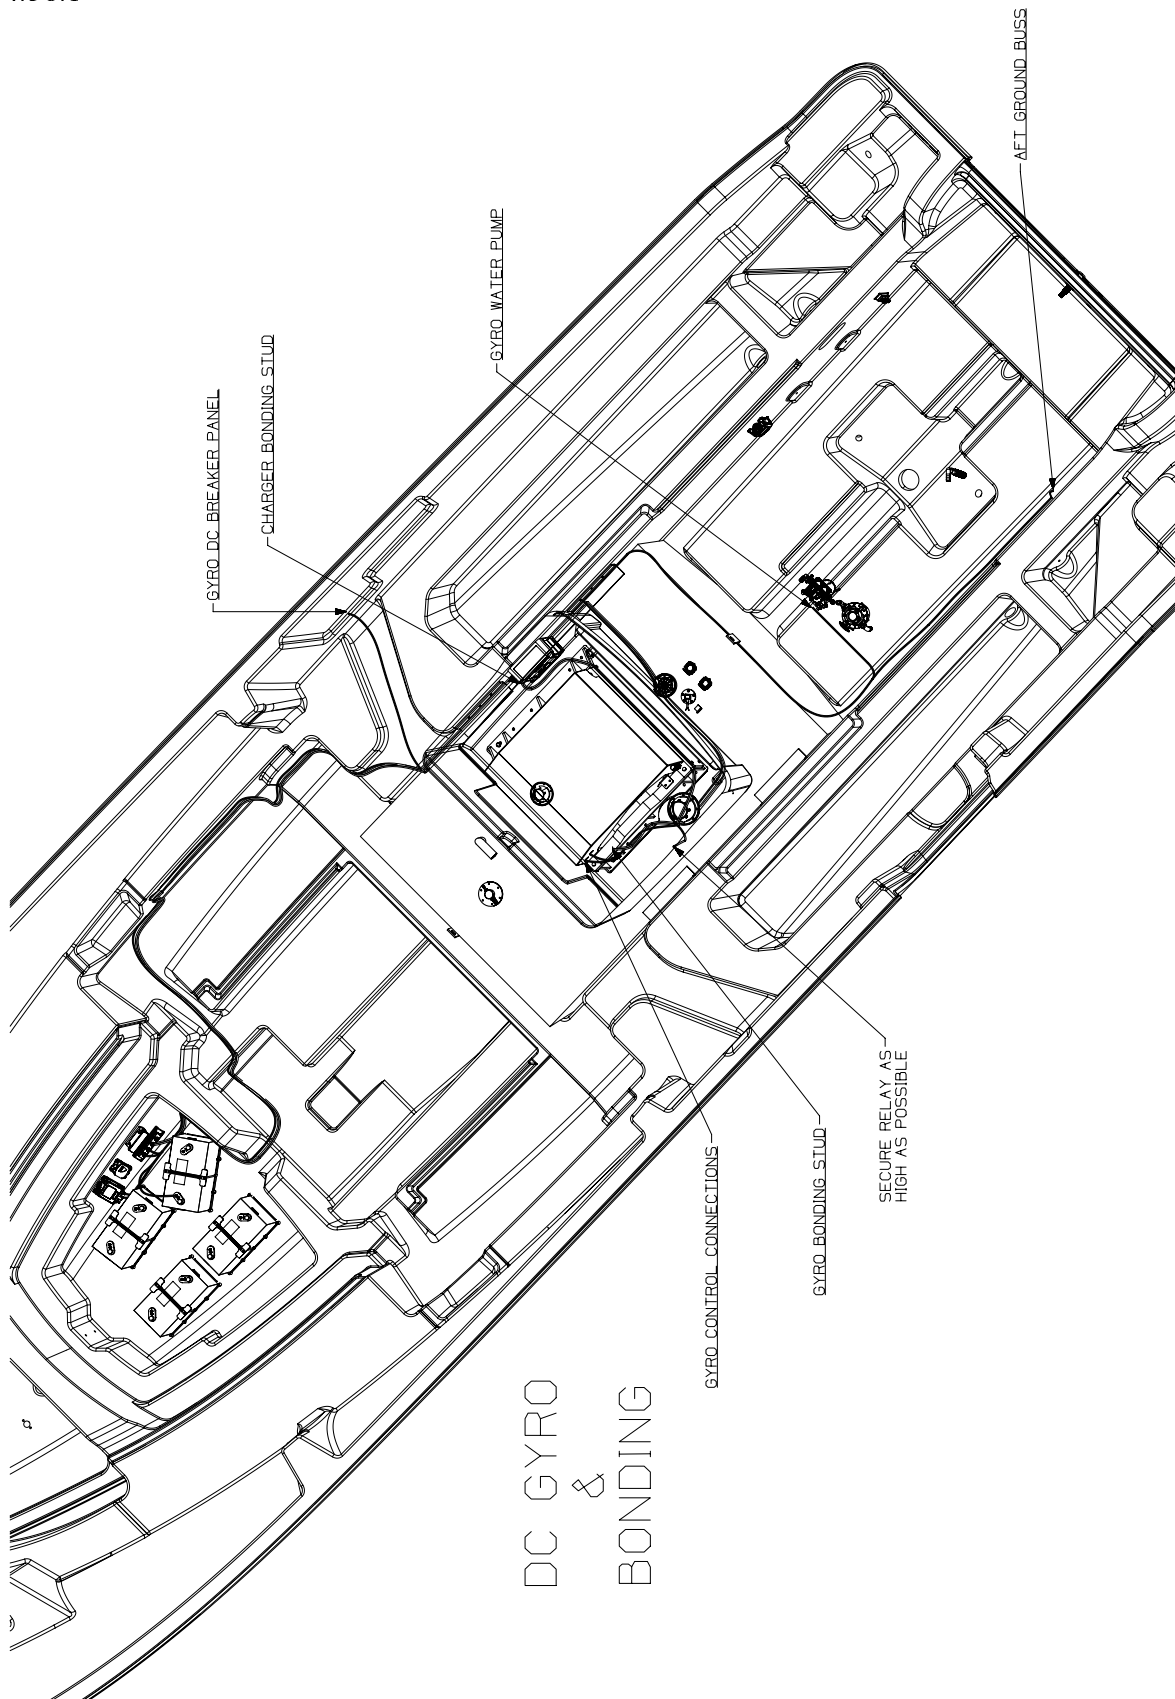 AFT GROUND BUSS
GYRO WATER PUMP
CHARGER BONDING STUD
GYRO DC BREAKER PANEL
SECURE RELAY AS
HIGH AS POSSIBLE
GYRO BONDING STUD
GYRO CONTROL CONNECTIONS
DC GYRO
&
BONDING